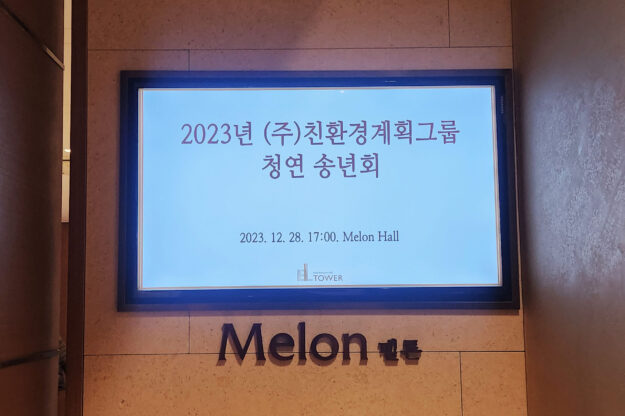 2023년 (주)친환경계획그룹
청연 송년회
2023. 12. 28. 17:00. Melon Hall
TOWER
Melon 멜론